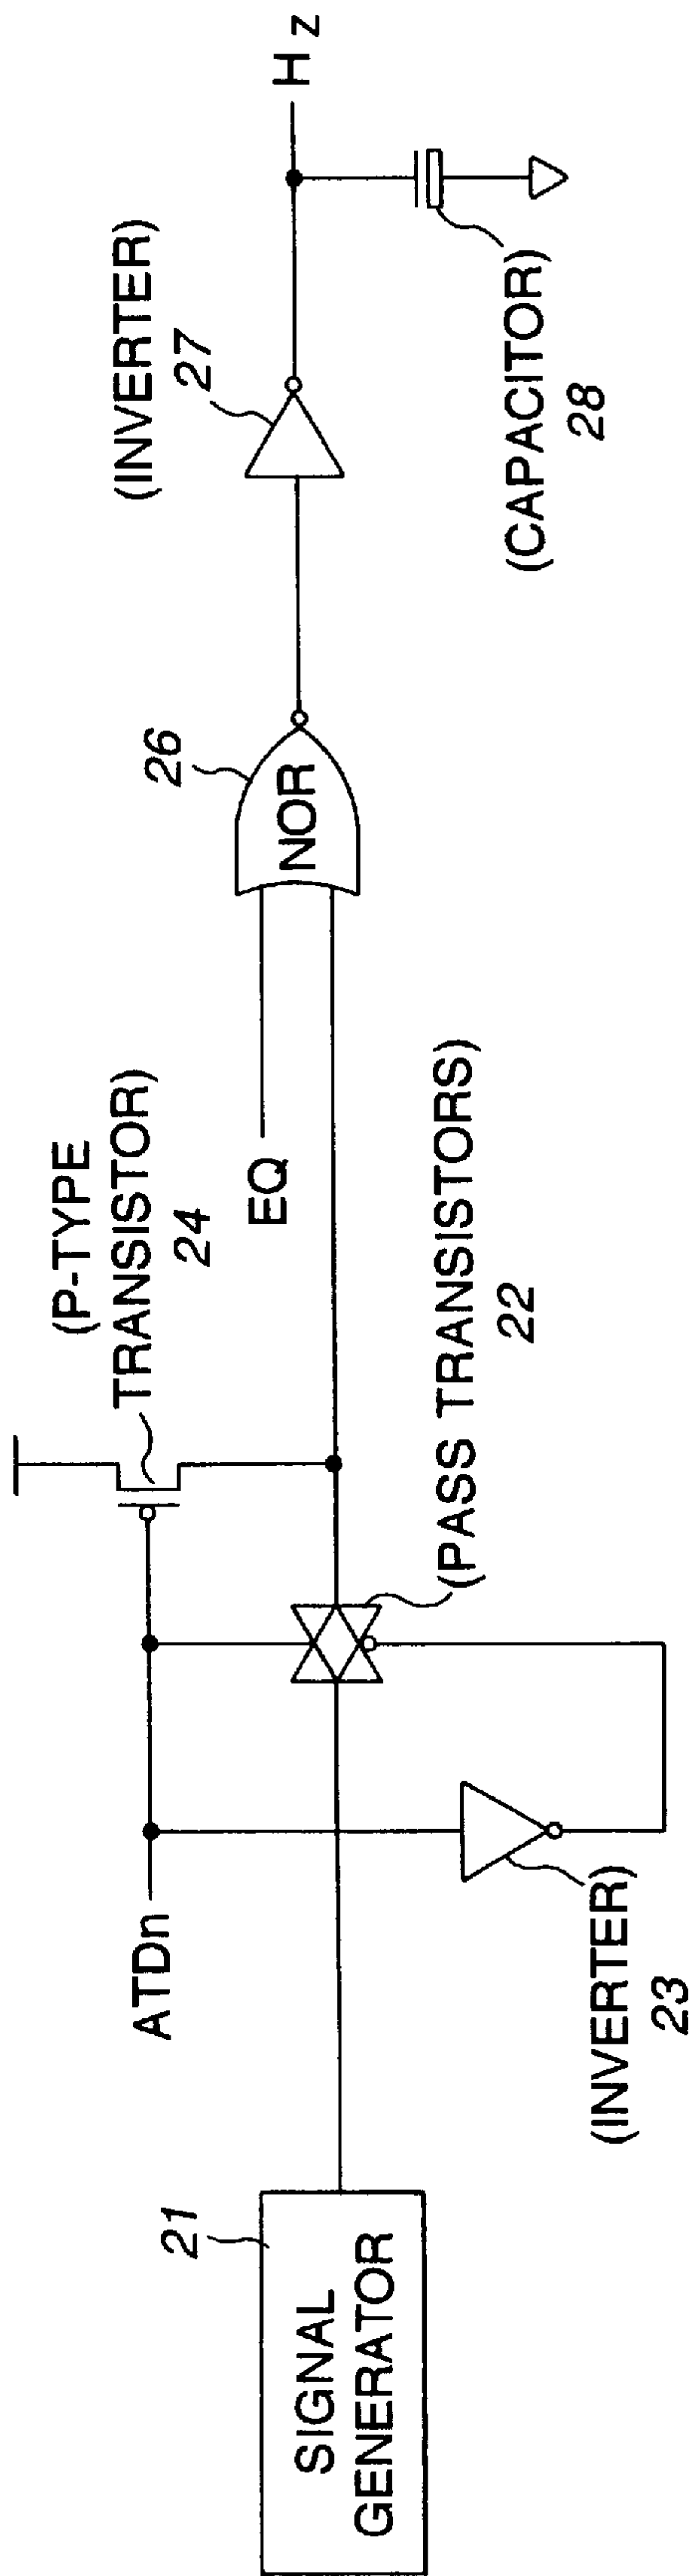 21
SIGNAL
GENERATOR
ATDn
(INVERTER)
23
(P-TYPE
TRANSISTOR)
24
(PASS TRANSISTORS)
22
EQ
26
NOR
(INVERTER)
27
(CAPACITOR)
28
Hz